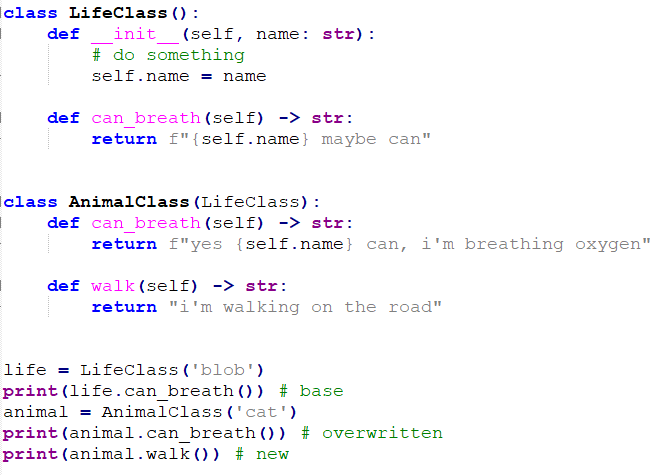 class LifeClass():
    def __init__(self, name: str):
        # do something
        self.name = name

    def can_breath(self) -> str:
        return f"{self.name} maybe can"


class AnimalClass(LifeClass):
    def can_breath(self) -> str:
        return f"yes {self.name} can, i'm breathing oxygen"

    def walk(self) -> str:
        return "i'm walking on the road"


life = LifeClass('blob')
print(life.can_breath()) # base
animal = AnimalClass('cat')
print(animal.can_breath()) # overwritten
print(animal.walk()) # new